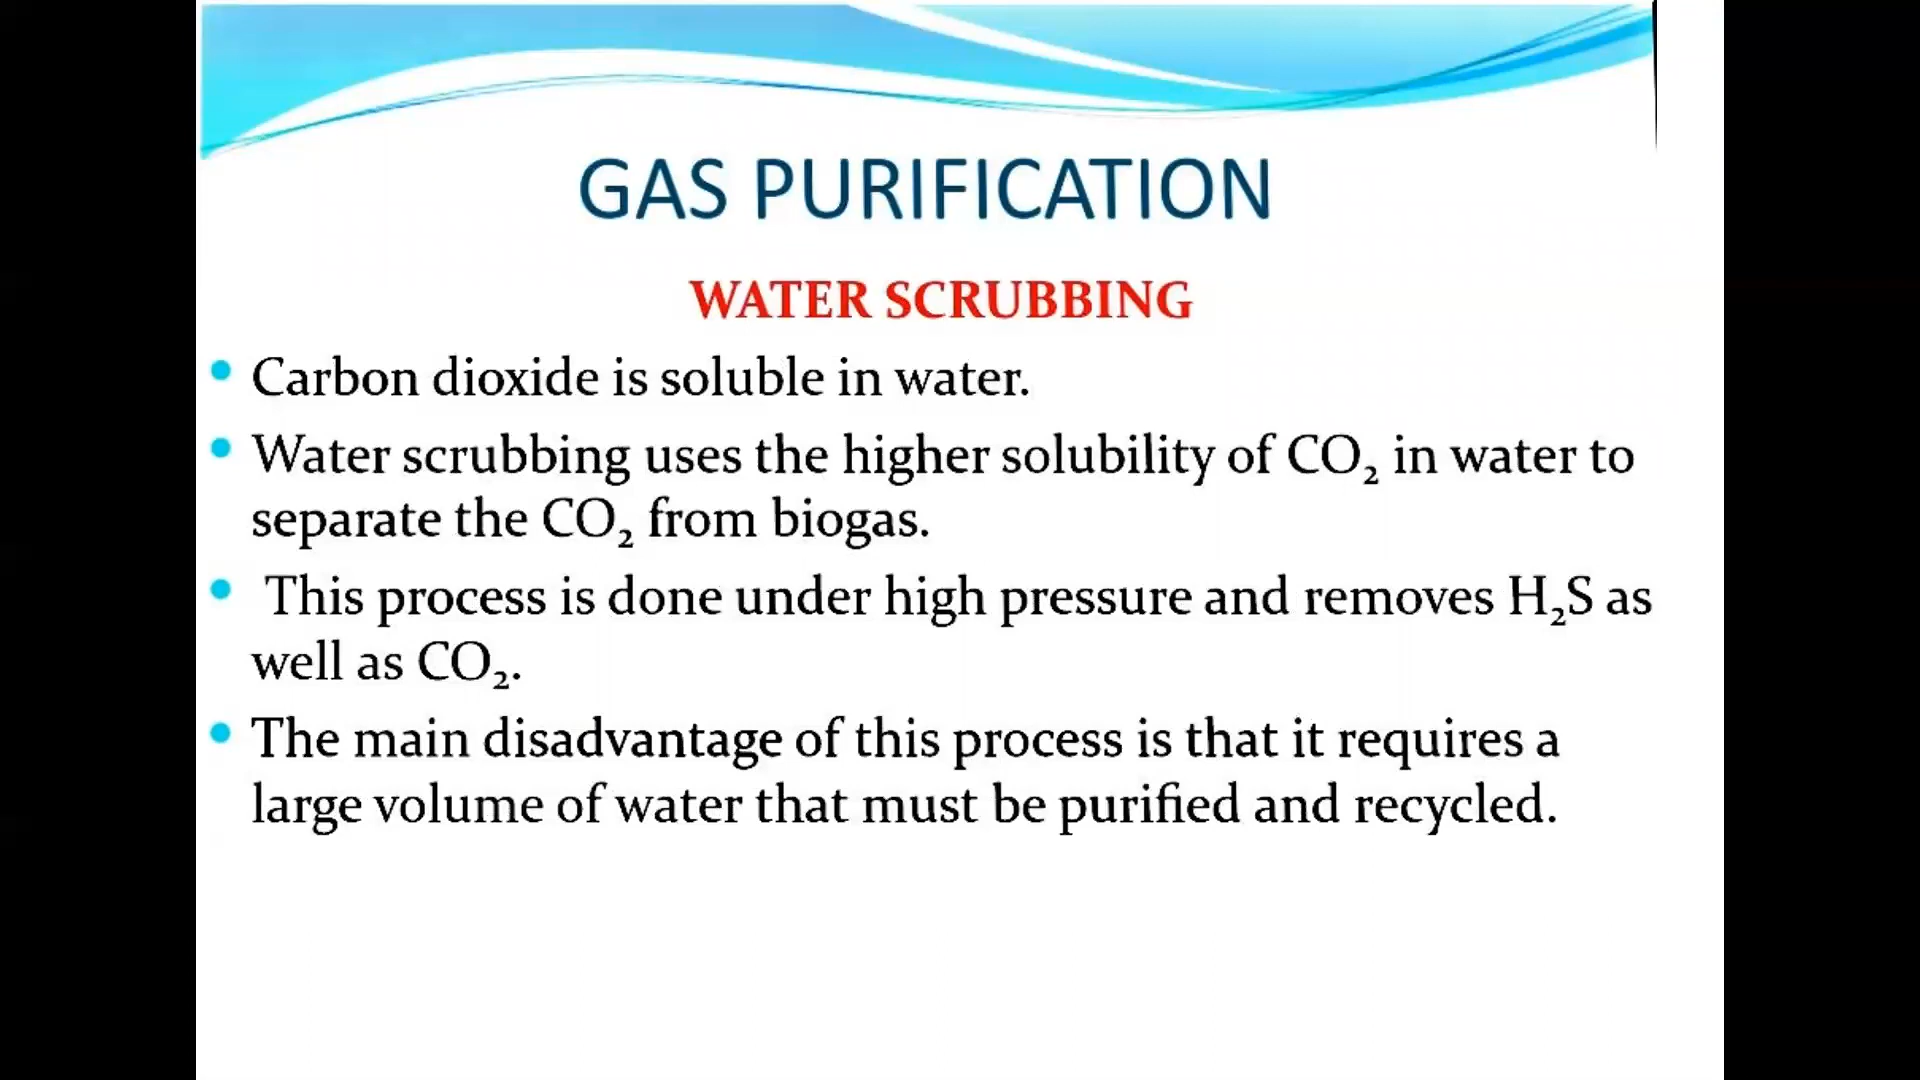 GAS PURIFICATION
WATER SCRUBBING
• Carbon dioxide is soluble in water.
• Water scrubbing uses the higher solubility of CO₂ in water to
separate the CO₂ from biogas.
• This process is done under high pressure and removes H₂S as
well as CO₂.
• The main disadvantage of this process is that it requires a
large volume of water that must be purified and recycled.